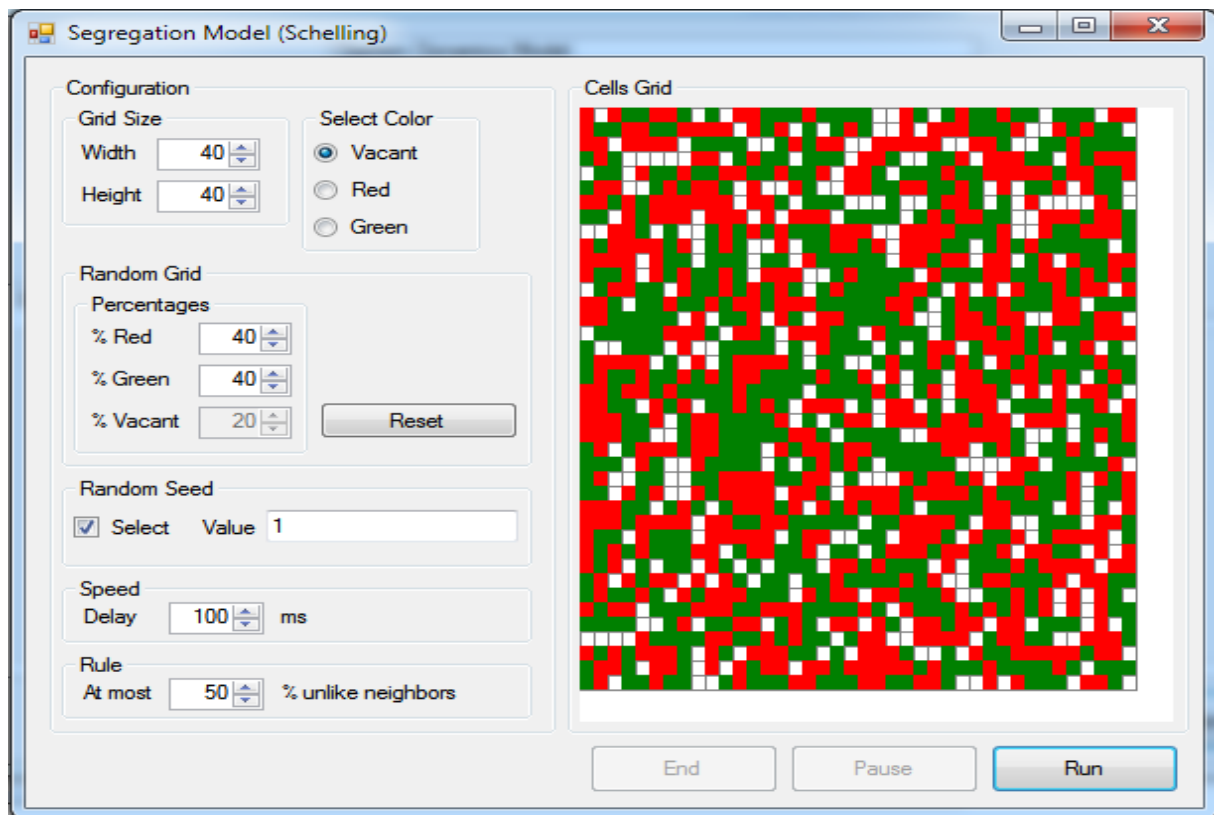 Segregation Model (Schelling)
Configuration
Grid Size
Width 40
Height 40
Select Color
Vacant
Red
Green
Random Grid
Percentages
% Red 40
% Green 40
% Vacant 20
Reset
Random Seed
Select Value 1
Speed
Delay 100 ms
Rule
At most 50 % unlike neighbors
Cells Grid
End
Pause
Run